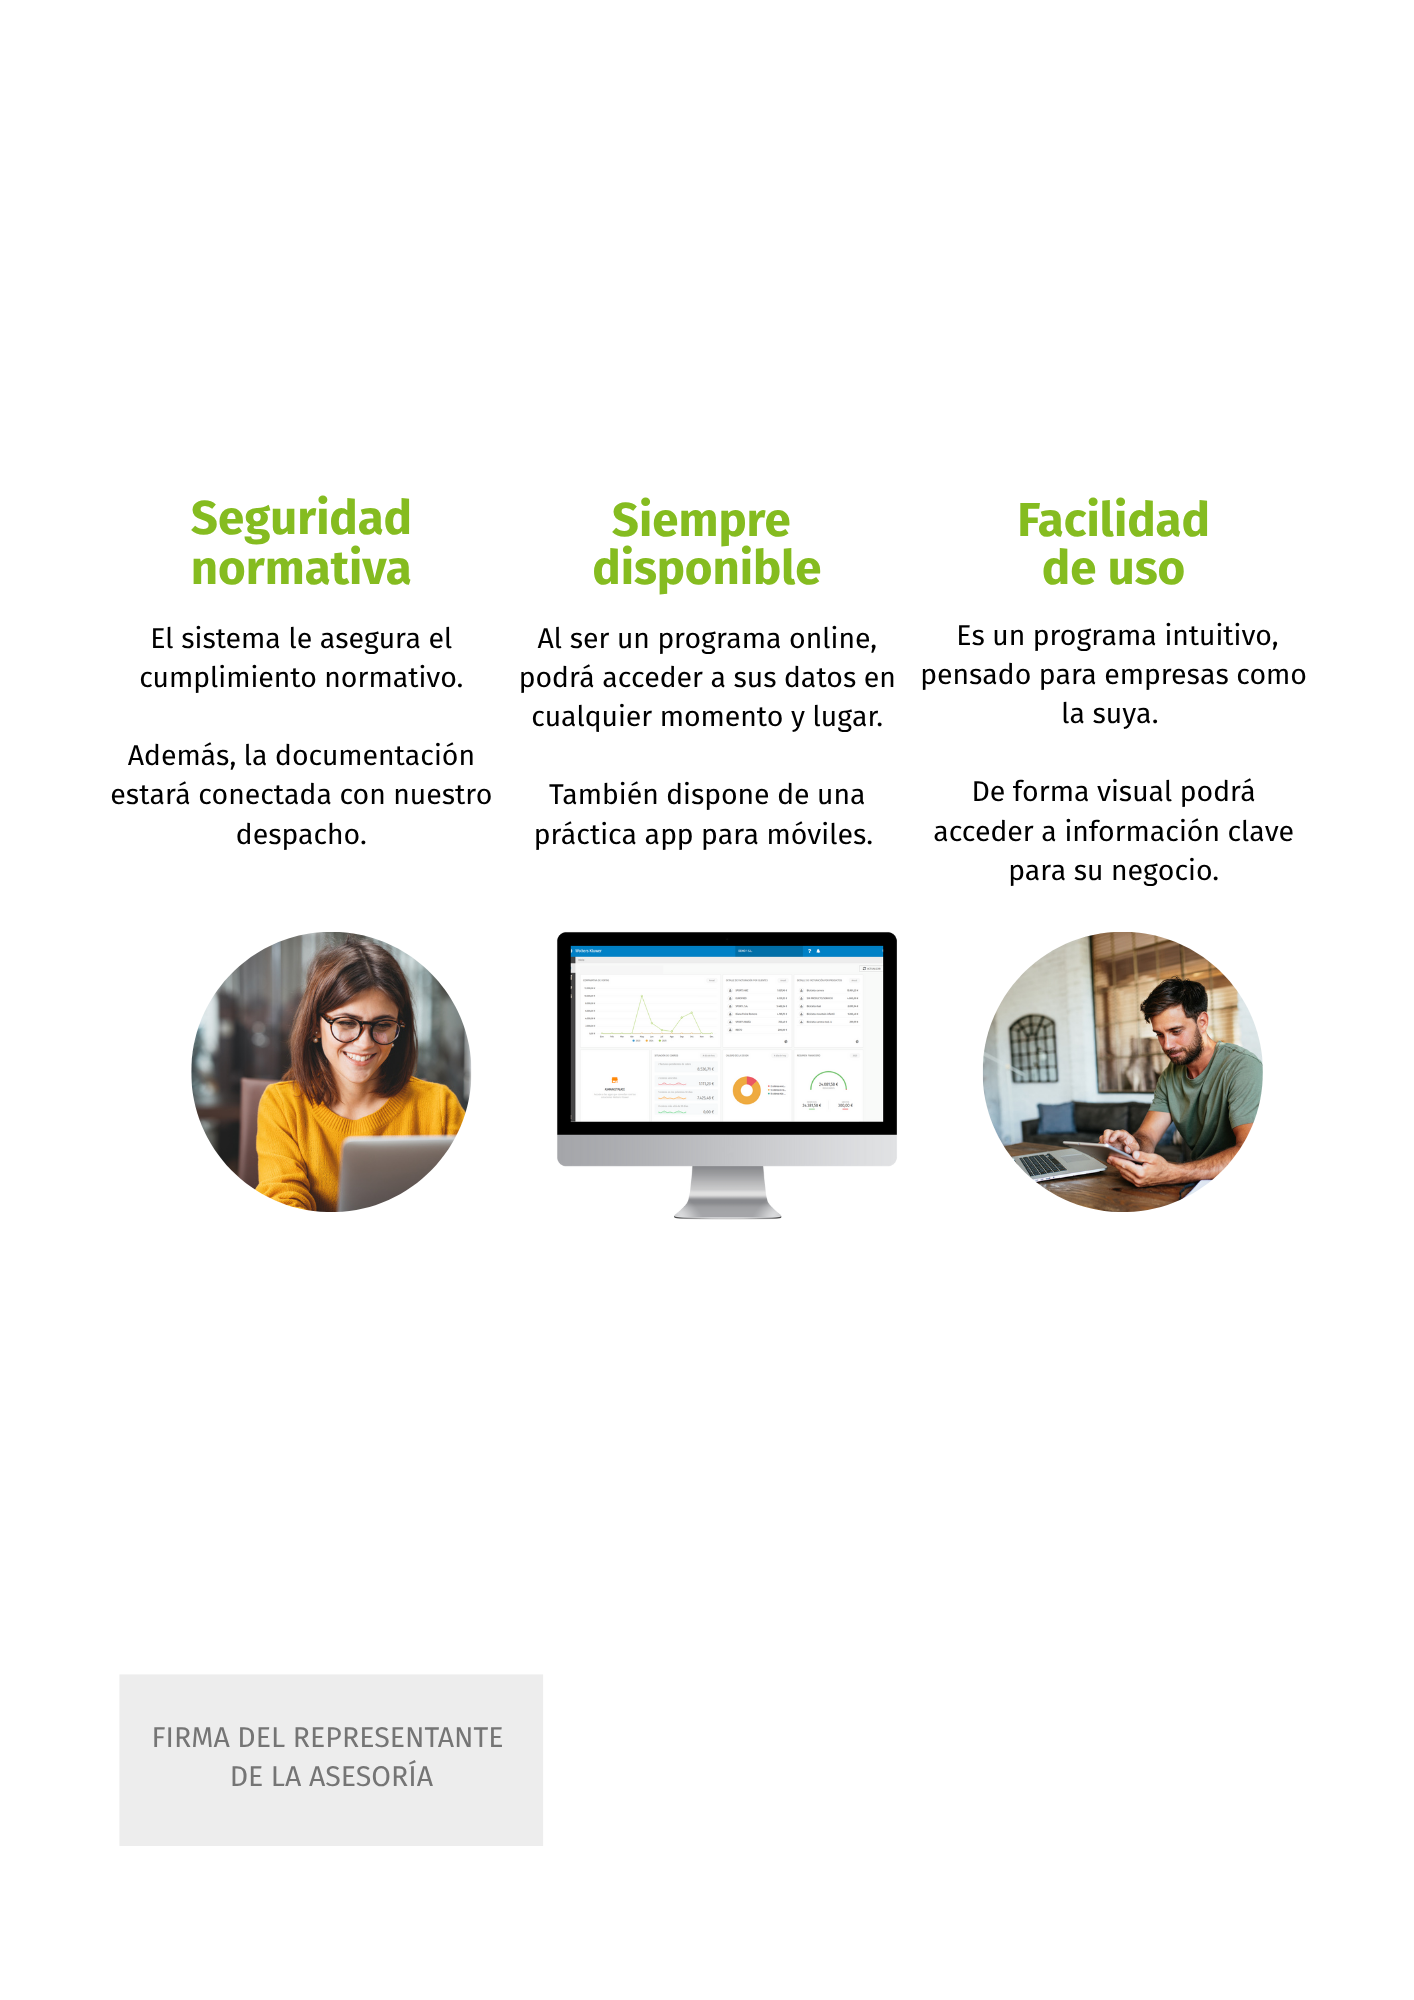 Seguridad
normativa
El sistema le asegura el
cumplimiento normativo.
Además, la documentación
estará conectada con nuestro
despacho.
Siempre
disponible
Al ser un programa online,
podrá acceder a sus datos en
cualquier momento y lugar.
También dispone de una
práctica app para móviles.
Facilidad
de uso
Es un programa intuitivo,
pensado para empresas como
la suya.
De forma visual podrá
acceder a información clave
para su negocio.
Wolters Kluwer
FIRMA DEL REPRESENTANTE
DE LA ASESORÍA